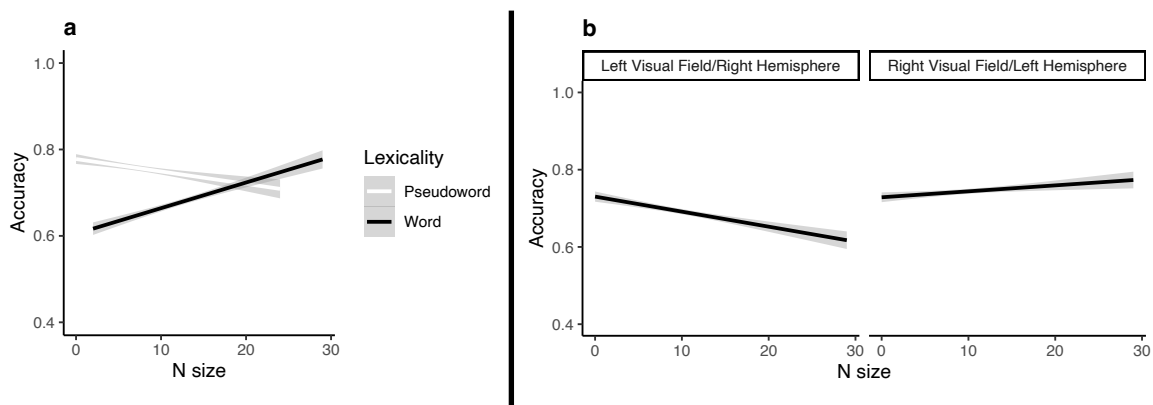 a
1.0
0.8
0.6
0.4
Accuracy
0 10 20 30
N size
Lexicality
Pseudoword
Word
b
Left Visual Field/Right Hemisphere
Right Visual Field/Left Hemisphere
1.0
0.8
0.6
0.4
Accuracy
0 10 20 30 0 10 20 30
N size